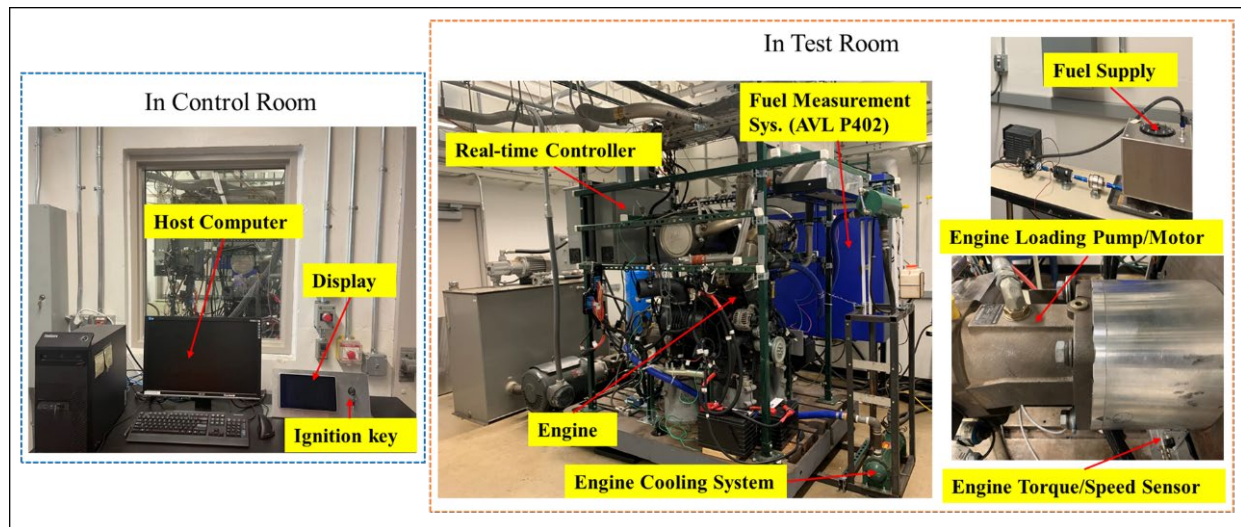 In Control Room
Host Computer
Display
Ignition key
In Test Room
Real-time Controller
Fuel Measurement
Sys. (AVL P402)
Engine
Engine Cooling System
Fuel Supply
Engine Loading Pump/Motor
Engine Torque/Speed Sensor